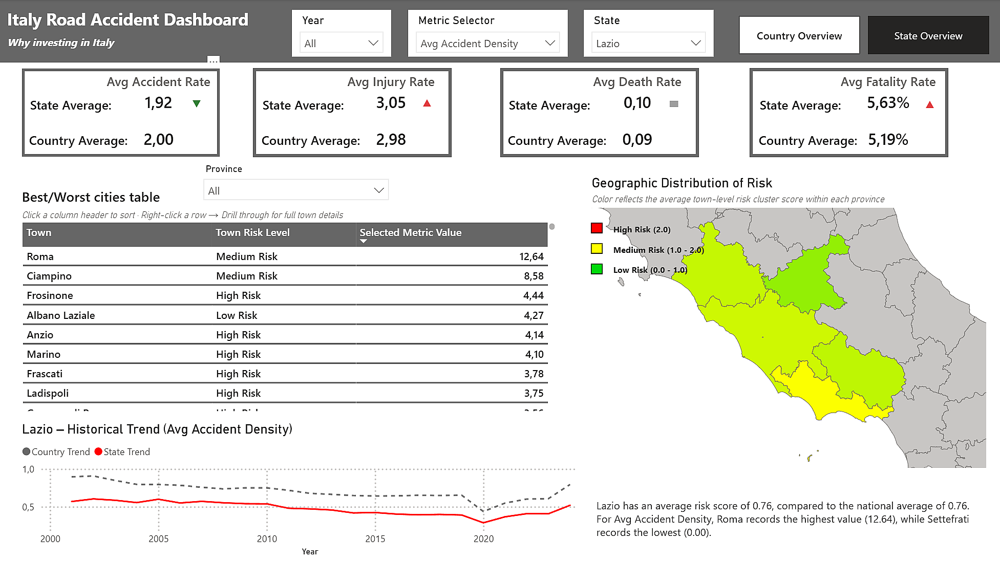 Italy Road Accident Dashboard
Why investing in Italy
Year
All
Metric Selector
Avg Accident Density
State
Lazio
Country Overview
State Overview
...
Avg Accident Rate
State Average: 1,92
Country Average: 2,00
Avg Injury Rate
State Average: 3,05
Country Average: 2,98
Avg Death Rate
State Average: 0,10
Country Average: 0,09
Avg Fatality Rate
State Average: 5,63%
Country Average: 5,19%
Province
All
Best/Worst cities table
Click a column header to sort · Right-click a row → Drill through for full town details
Town Town Risk Level Selected Metric Value
Roma Medium Risk 12,64
Ciampino Medium Risk 8,58
Frosinone High Risk 4,44
Albano Laziale Low Risk 4,27
Anzio High Risk 4,14
Marino High Risk 4,10
Frascati High Risk 3,78
Ladispoli High Risk 3,75
Geographic Distribution of Risk
Color reflects the average town-level risk cluster score within each province
High Risk (2.0)
Medium Risk (1.0 - 2.0)
Low Risk (0.0 - 1.0)
Lazio – Historical Trend (Avg Accident Density)
Country Trend State Trend
1,0
0,5
2000 2005 2010 2015 2020
Year
Lazio has an average risk score of 0.76, compared to the national average of 0.76.
For Avg Accident Density, Roma records the highest value (12.64), while Settefrati
records the lowest (0.00).